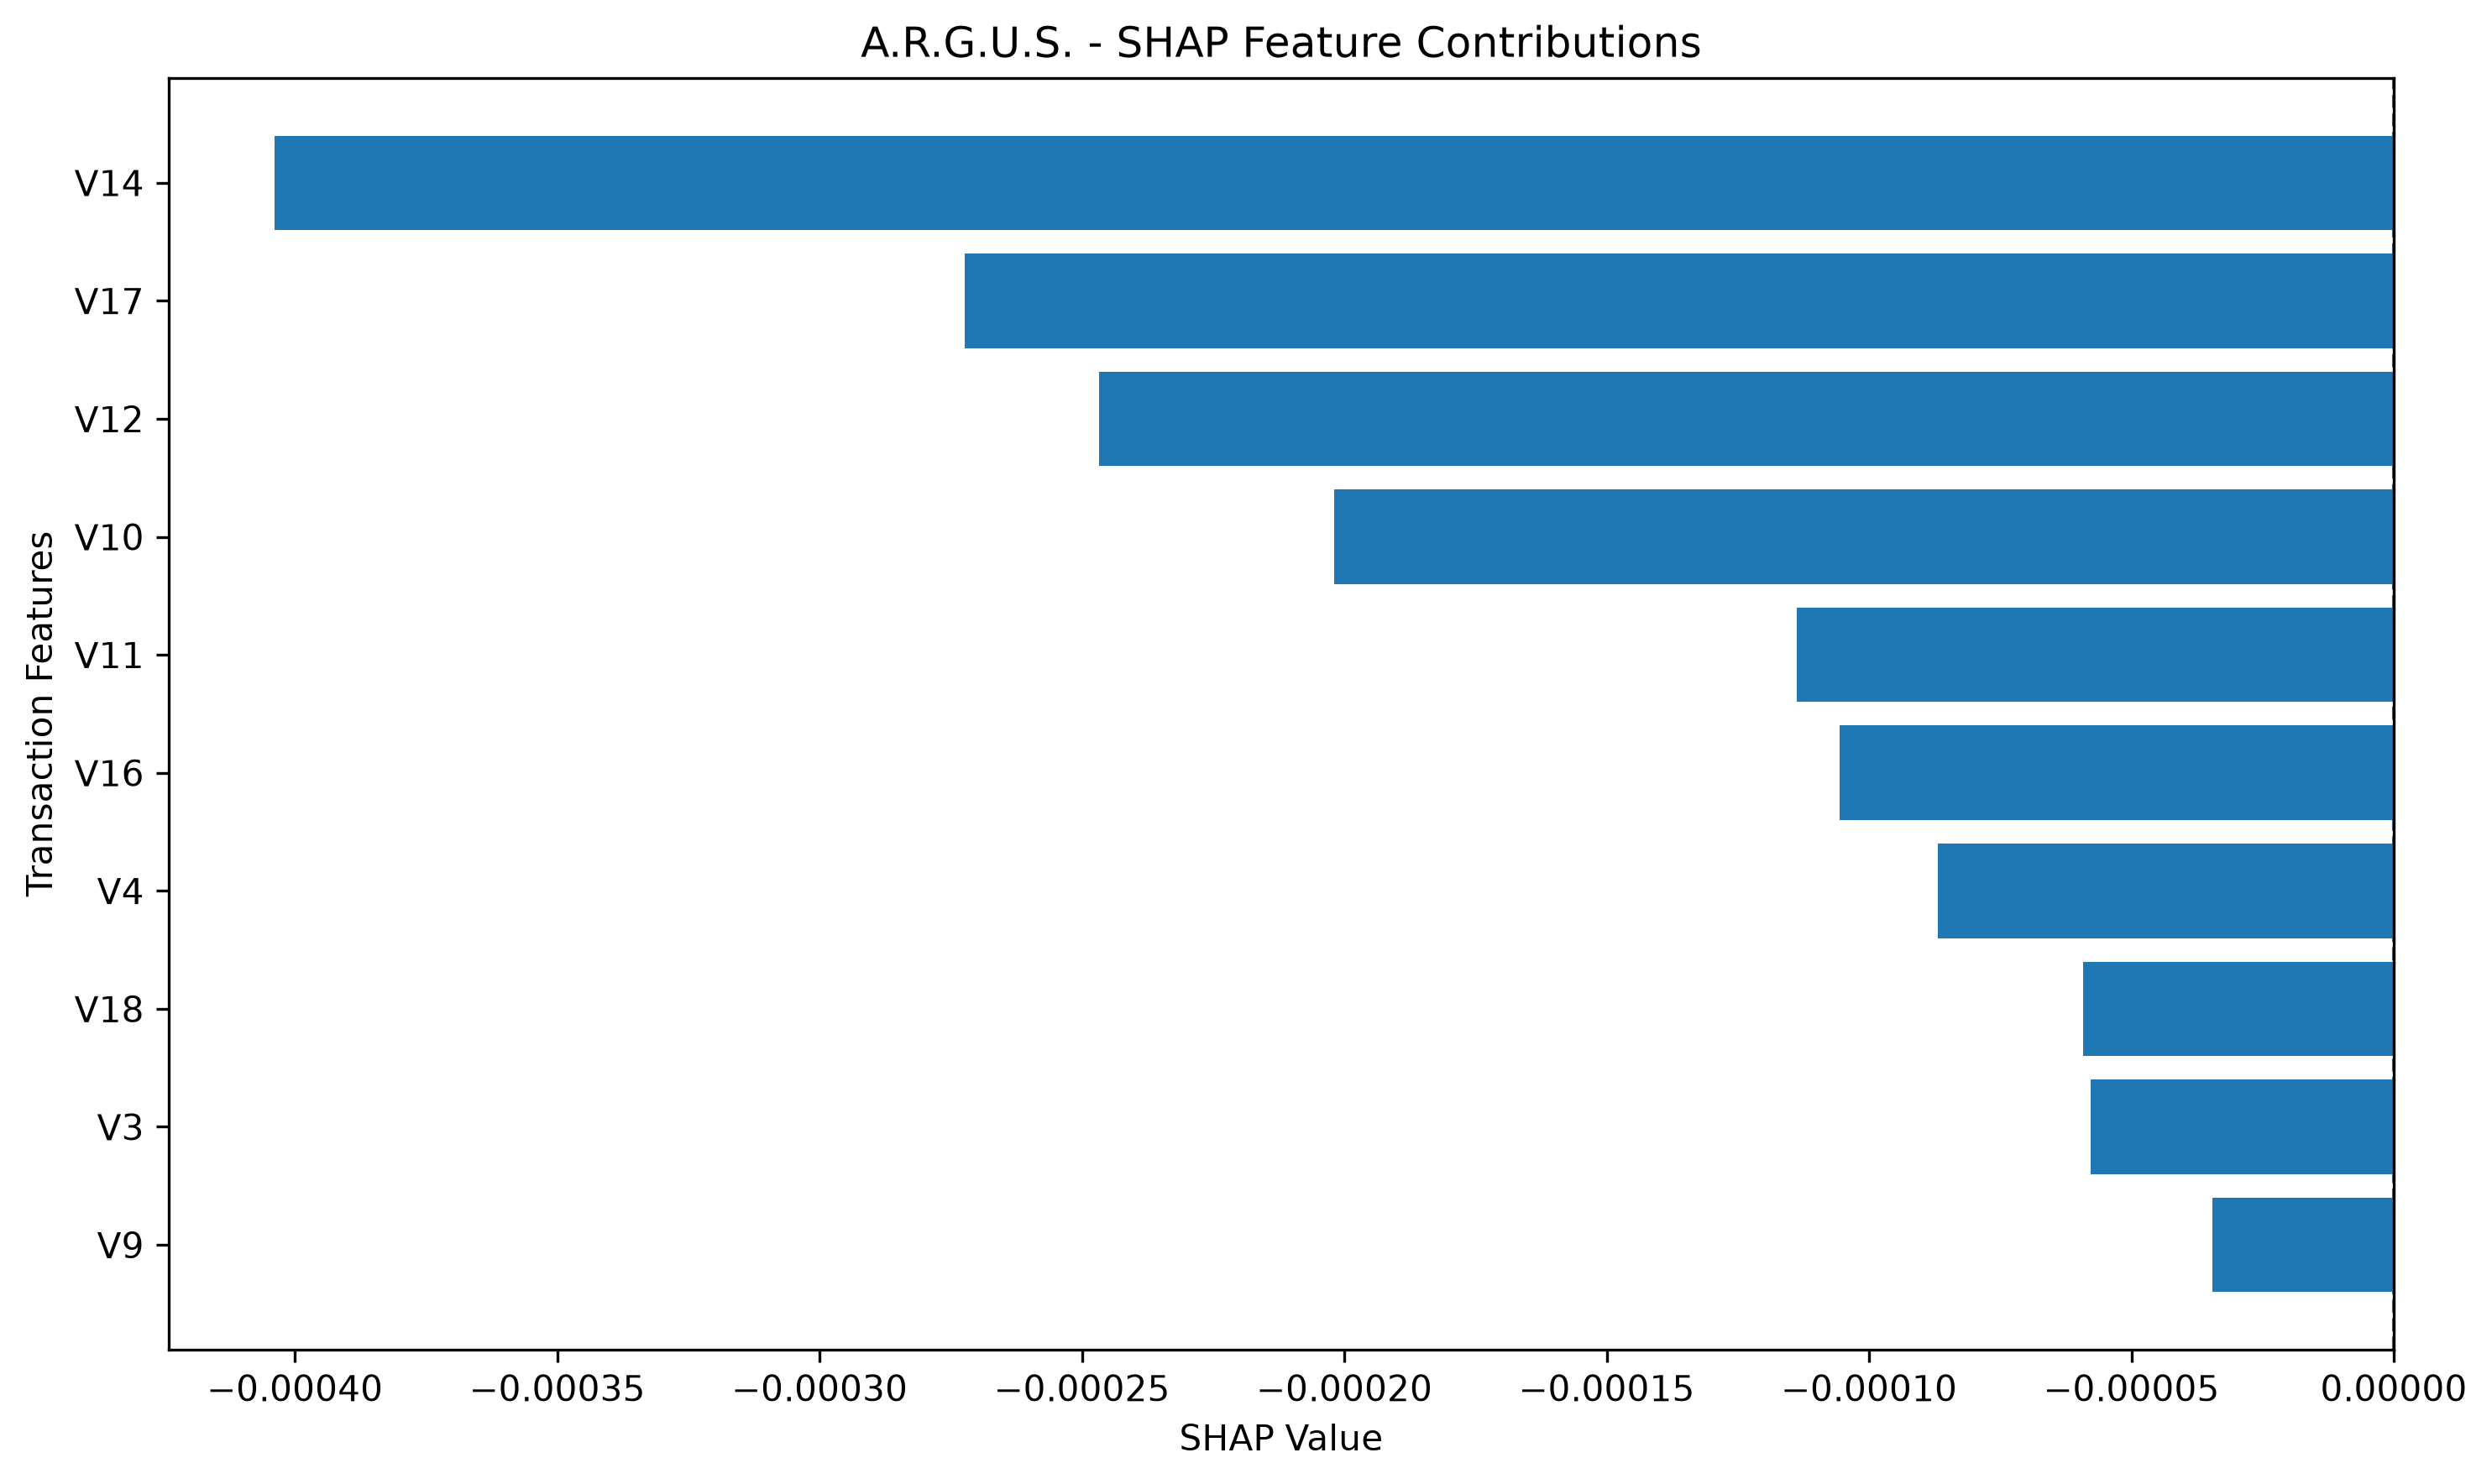 A.R.G.U.S. - SHAP Feature Contributions
Transaction Features
V14
V17
V12
V10
V11
V16
V4
V18
V3
V9
−0.00040 −0.00035 −0.00030 −0.00025 −0.00020 −0.00015 −0.00010 −0.00005 0.00000
SHAP Value